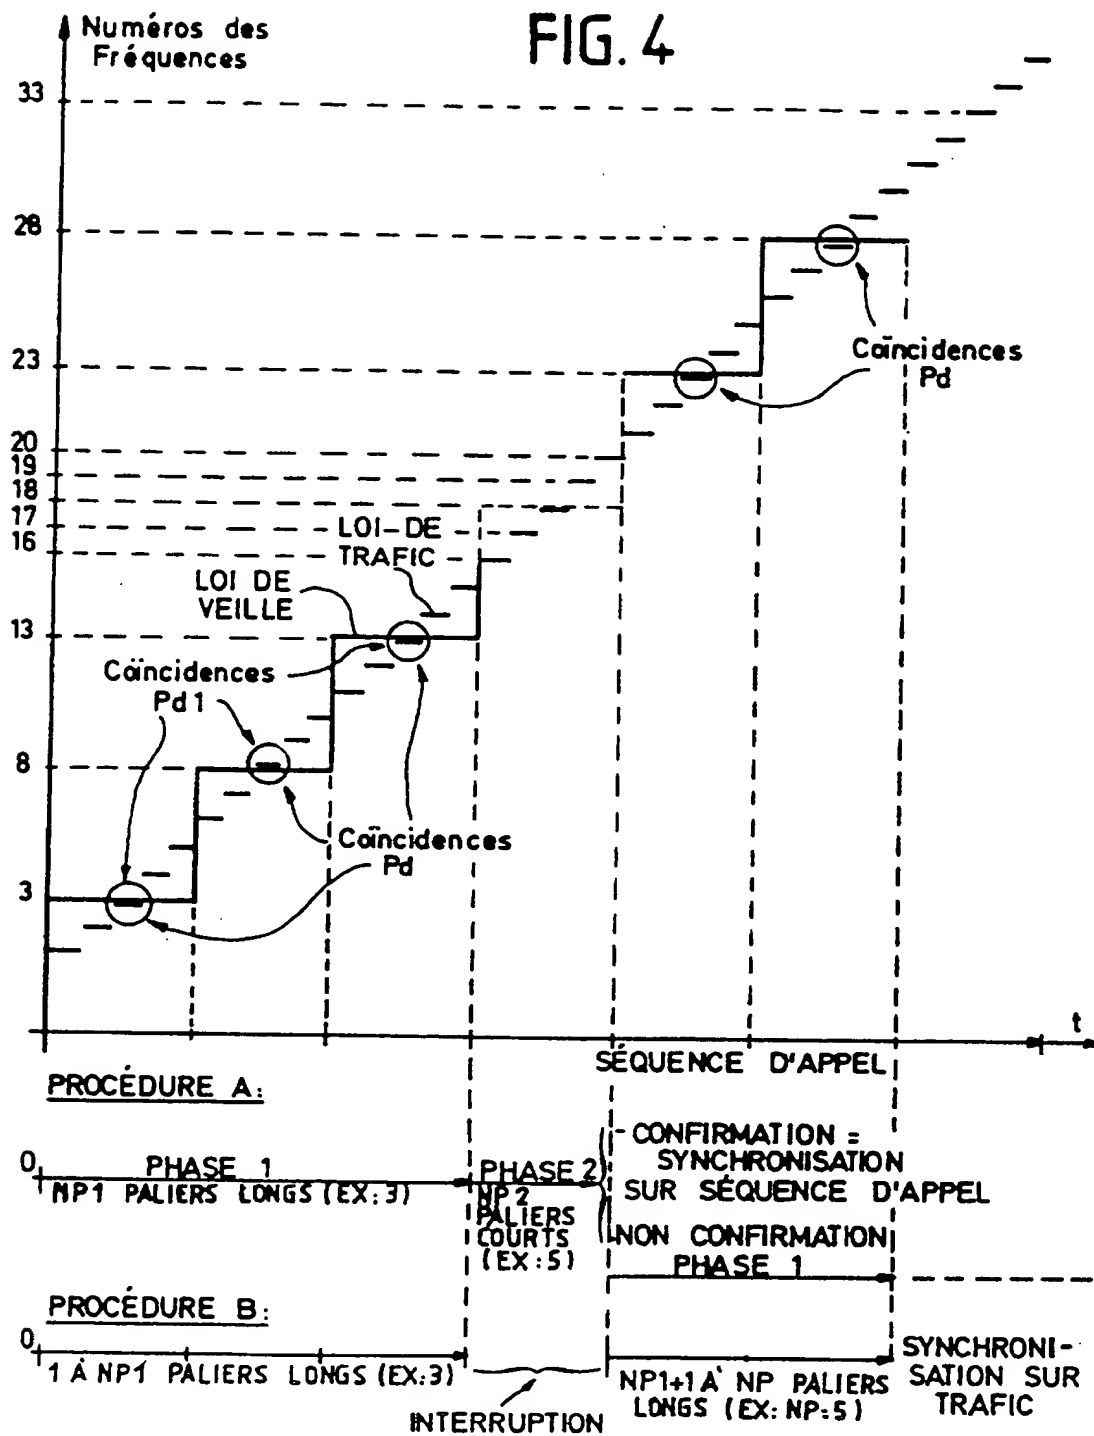 FIG. 4
Numéros des
Fréquences
33
28
23
20
19
18
17
16
13
8
3
Coïncidences
Pd
LOI-DE
TRAFIC
LOI DE
VEILLE
Coïncidences
Pd 1
Coïncidences
Pd
t
SÉQUENCE D'APPEL
PROCÉDURE A:
0
PHASE 1
NP1 PALIERS LONGS (EX:3)
PHASE 2
NP2
PALIERS
COURTS
(EX:5)
- CONFIRMATION =
SYNCHRONISATION
SUR SÉQUENCE D'APPEL
-NON CONFIRMATION
PHASE 1
PROCÉDURE B:
0
1 À NP1 PALIERS LONGS (EX:3)
INTERRUPTION
NP1+1 À NP PALIERS
LONGS (EX: NP:5)
SYNCHRONI-
SATION SUR
TRAFIC